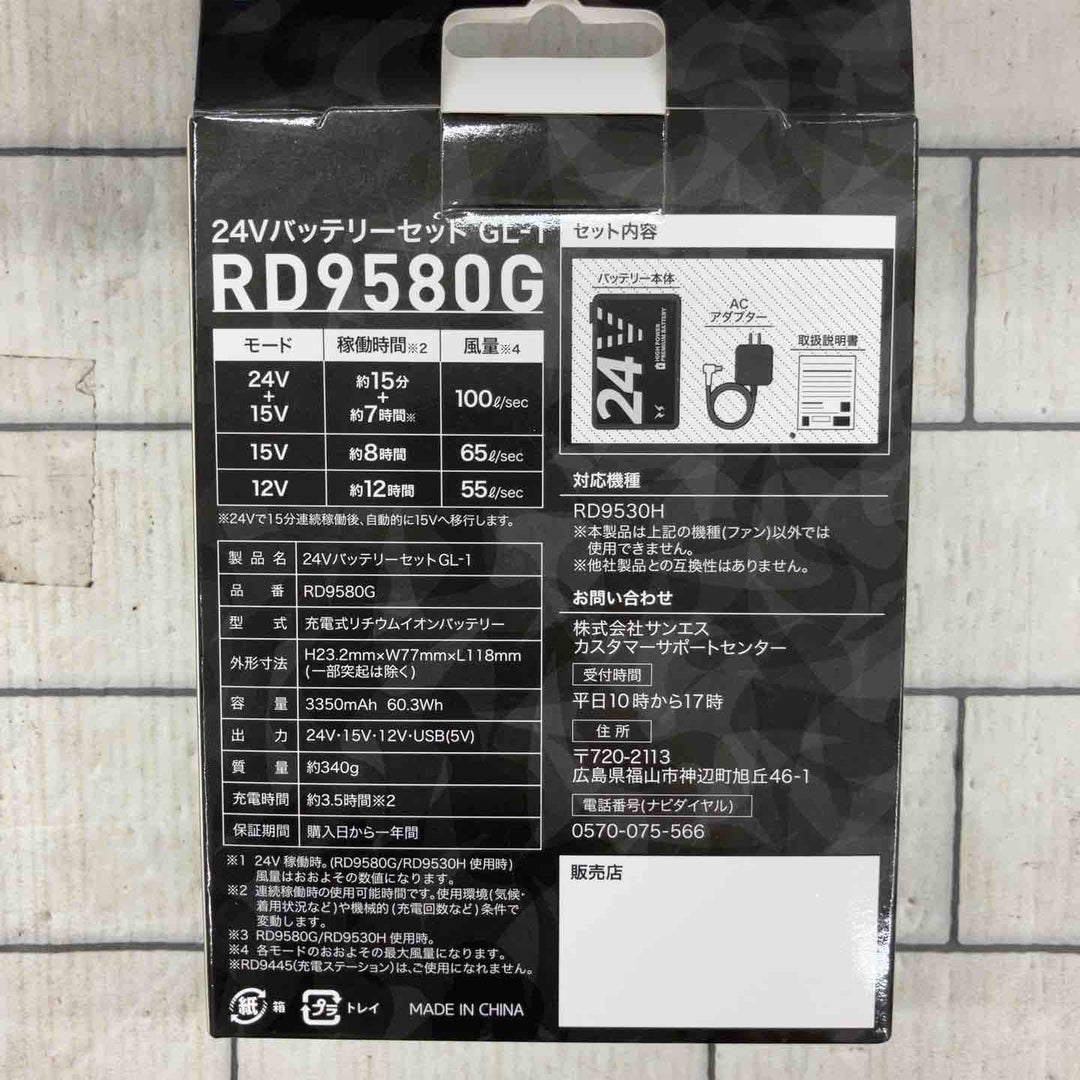 24Vバッテリーセット GL-1
RD9580G
モード 稼働時間※2 風量※4
24V + 15V 約15分 + 約7時間※ 100ℓ/sec
15V 約8時間 65ℓ/sec
12V 約12時間 55ℓ/sec
※24Vで15分連続稼働後、自動的に15Vへ移行します。
製品名 24VバッテリーセットGL-1
品番 RD9580G
型式 充電式リチウムイオンバッテリー
外形寸法 H23.2mm×W77mm×L118mm
(一部突起は除く)
容量 3350mAh 60.3Wh
出力 24V・15V・12V・USB(5V)
質量 約340g
充電時間 約3.5時間※2
保証期間 購入日から一年間
※1 24V 稼働時。(RD9580G/RD9530H 使用時)
風量はおおよその数値になります。
※2 連続稼働時の使用可能時間です。使用環境(気候・
着用状況など)や機械的(充電回数など)条件で
変動します。
※3 RD9580G/RD9530H 使用時。
※4 各モードのおおよその最大風量になります。
※RD9445(充電ステーション)は、ご使用になれません。
紙 箱 プラ トレイ MADE IN CHINA
セット内容
バッテリー本体
24V
HIGH POWER
PREMIUM BATTERY
AC
アダプター
取扱説明書
対応機種
RD9530H
※本製品は上記の機種(ファン)以外では
使用できません。
※他社製品との互換性はありません。
お問い合わせ
株式会社サンエス
カスタマーサポートセンター
受付時間
平日10時から17時
住所
〒720-2113
広島県福山市神辺町旭丘46-1
電話番号(ナビダイヤル)
0570-075-566
販売店